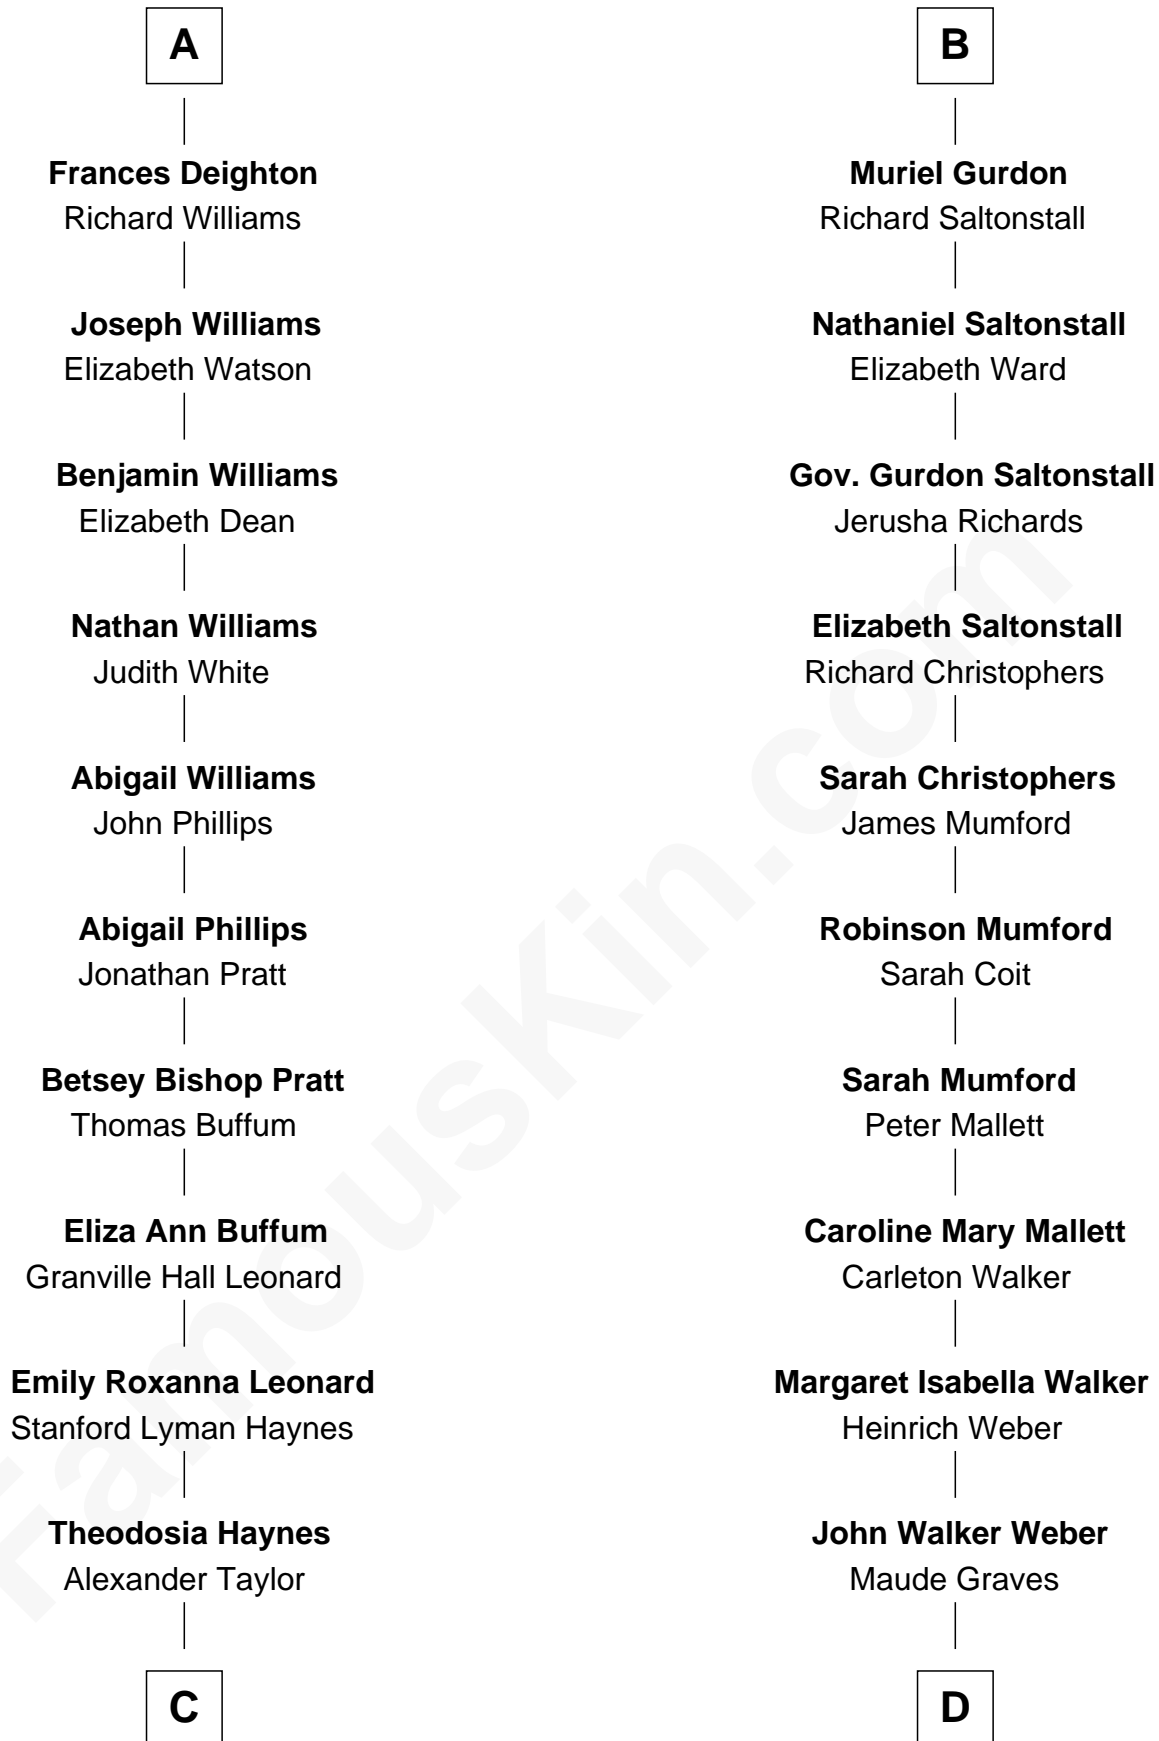 A
Frances Deighton
Richard Williams
Joseph Williams
Elizabeth Watson
Benjamin Williams
Elizabeth Dean
Nathan Williams
Judith White
Abigail Williams
John Phillips
Abigail Phillips
Jonathan Pratt
Betsey Bishop Pratt
Thomas Buffum
Eliza Ann Buffum
Granville Hall Leonard
Emily Roxanna Leonard
Stanford Lyman Haynes
Theodosia Haynes
Alexander Taylor
C
B
Muriel Gurdon
Richard Saltonstall
Nathaniel Saltonstall
Elizabeth Ward
Gov. Gurdon Saltonstall
Jerusha Richards
Elizabeth Saltonstall
Richard Christophers
Sarah Christophers
James Mumford
Robinson Mumford
Sarah Coit
Sarah Mumford
Peter Mallett
Caroline Mary Mallett
Carleton Walker
Margaret Isabella Walker
Heinrich Weber
John Walker Weber
Maude Graves
D
FamousKin.com